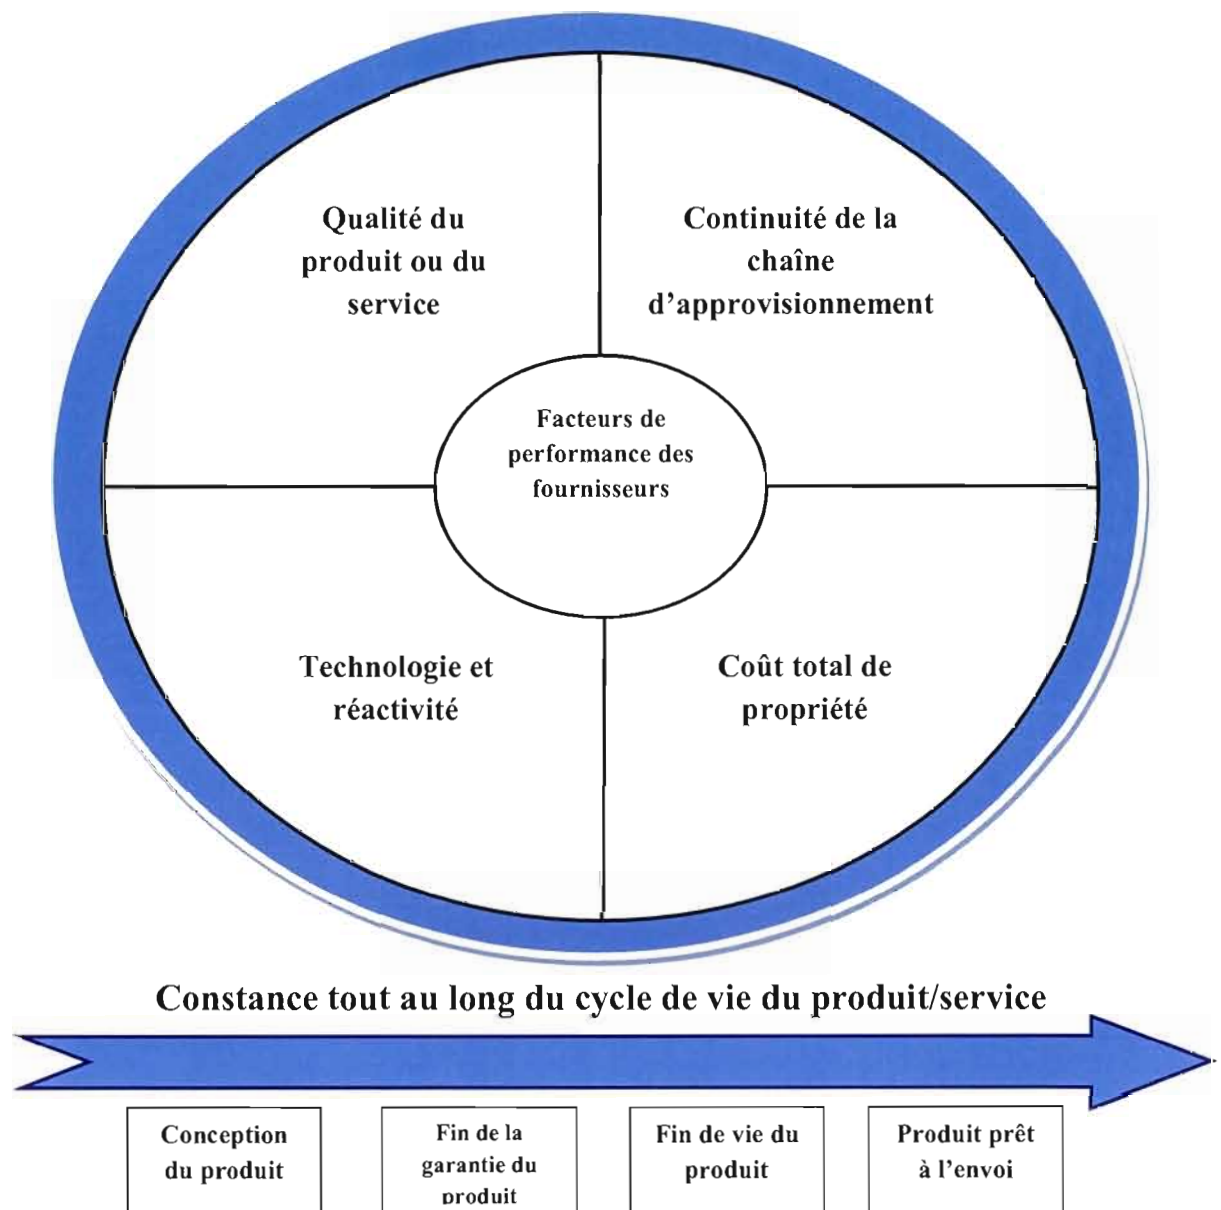 Qualité du
produit ou du
service
Continuité de la
chaîne
d’approvisionnement
Facteurs de
performance des
fournisseurs
Technologie et
réactivité
Coût total de
propriété
Constance tout au long du cycle de vie du produit/service
Conception
du produit
Fin de la
garantie du
produit
Fin de vie du
produit
Produit prêt
à l’envoi